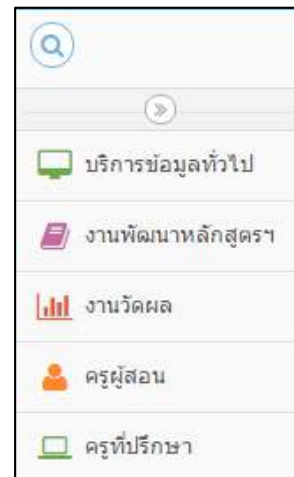 บริการข้อมูลทั่วไป
งานพัฒนาหลักสูตรฯ
งานวัดผล
ครูผู้สอน
ครูที่ปรึกษา